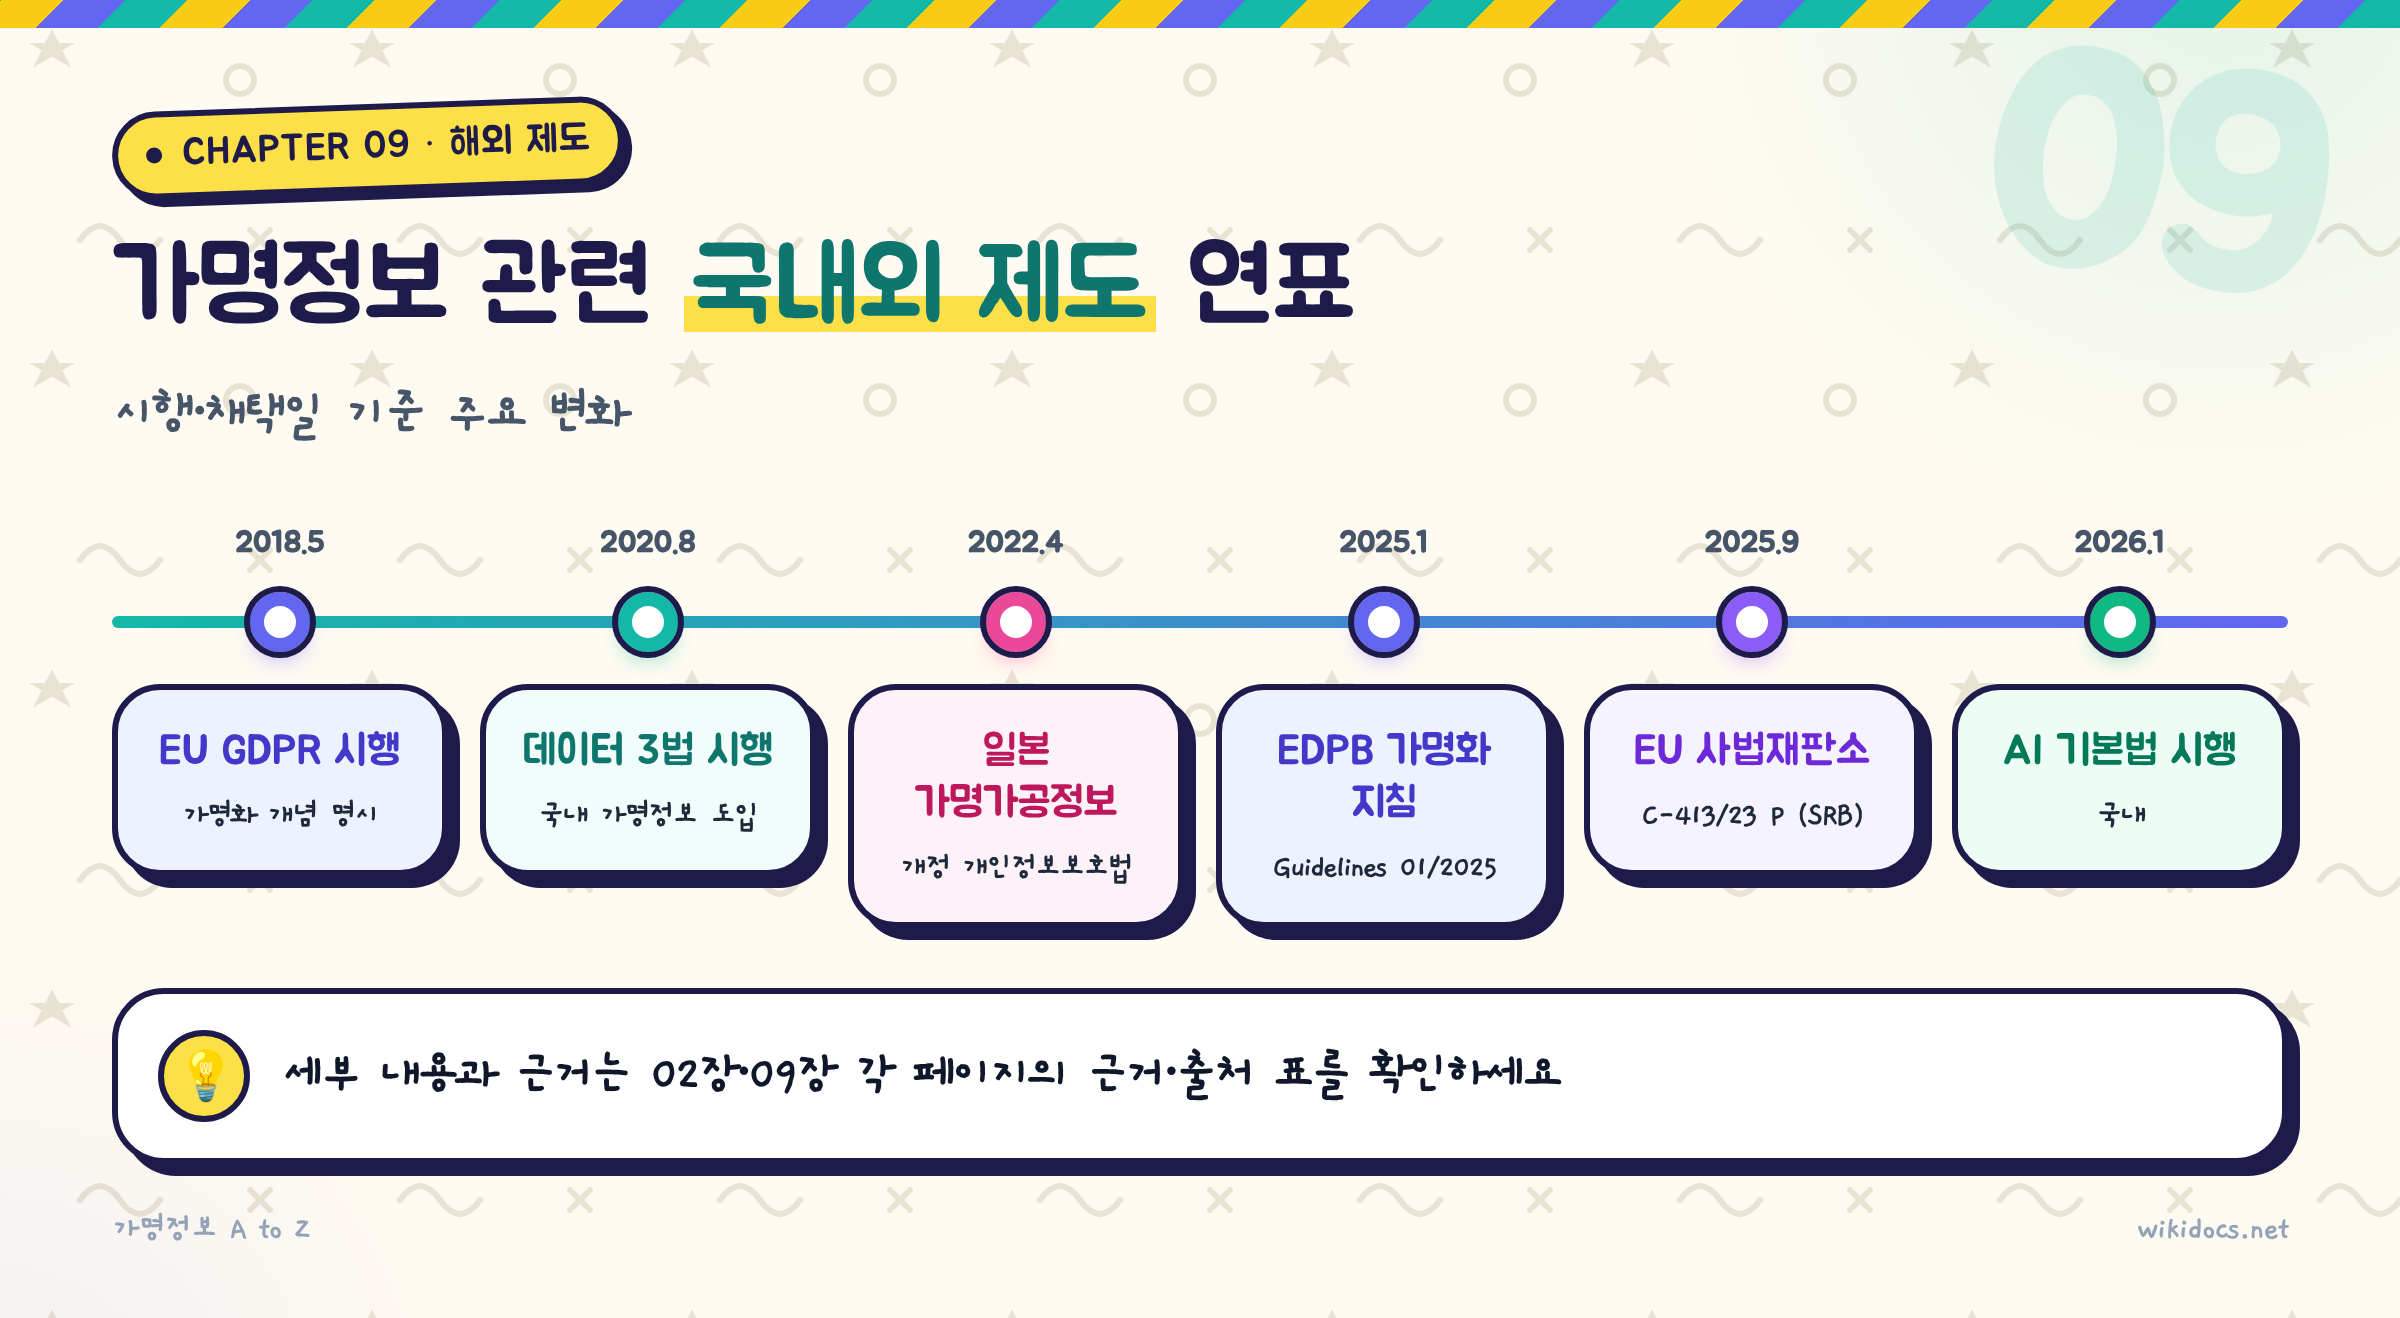 CHAPTER 09 · 해외 제도
09
가명정보 관련 국내외 제도 연표
시행·채택일 기준 주요 변화
2018.5
EU GDPR 시행
가명화 개념 명시
2020.8
데이터 3법 시행
국내 가명정보 도입
2022.4
일본
가명가공정보
개정 개인정보보호법
2025.1
EDPB 가명화
지침
Guidelines 01/2025
2025.9
EU 사법재판소
C-413/23 P (SRB)
2026.1
AI 기본법 시행
국내
세부 내용과 근거는 02장·09장 각 페이지의 근거·출처 표를 확인하세요
가명정보 A to Z
wikidocs.net